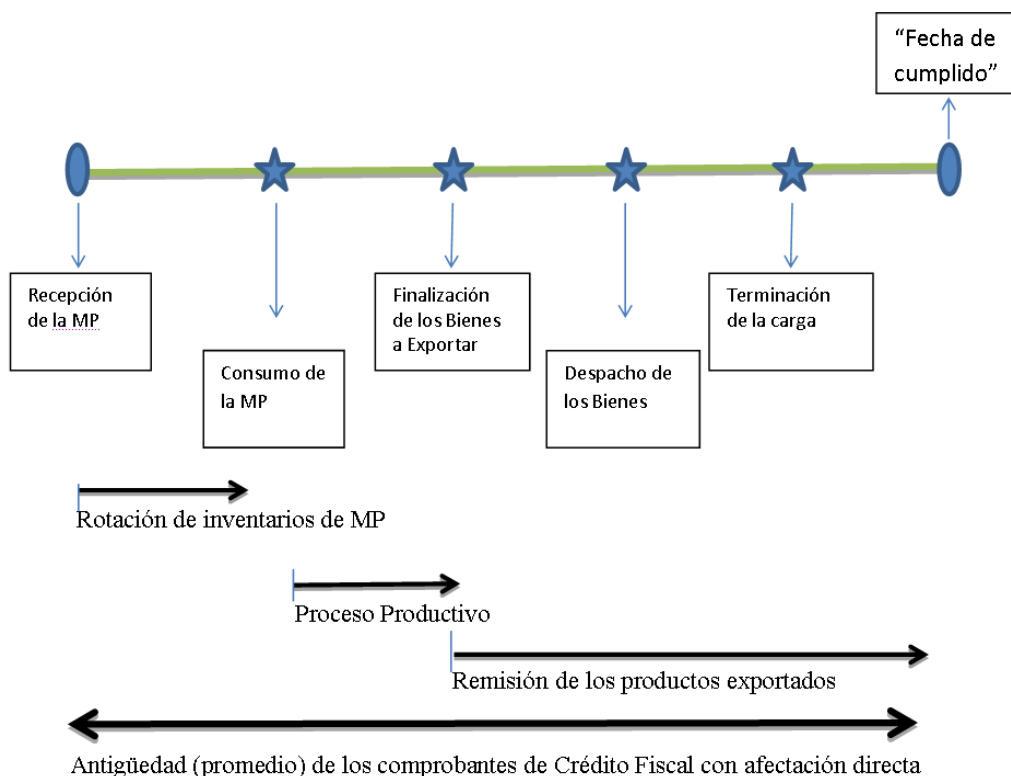 “Fecha de
cumplido”
Recepción
de la MP
Consumo de
la MP
Finalización
de los Bienes
a Exportar
Despacho de
los Bienes
Terminación
de la carga
Rotación de inventarios de MP
Proceso Productivo
Remisión de los productos exportados
Antigüedad (promedio) de los comprobantes de Crédito Fiscal con afectación directa